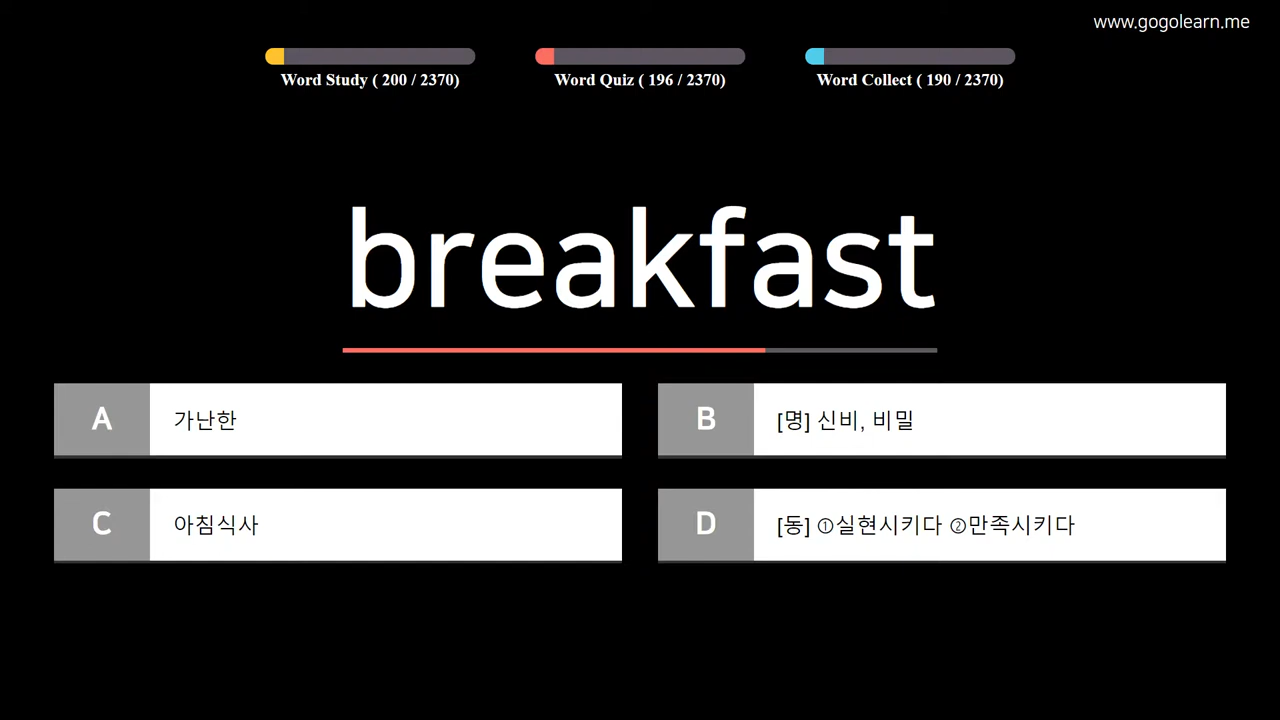 www.gogolearn.me
Word Study ( 200 / 2370)
Word Quiz ( 196 / 2370)
Word Collect ( 190 / 2370)
breakfast
A 가난한
B [명] 신비, 비밀
C 아침식사
D [동] ①실현시키다 ②만족시키다